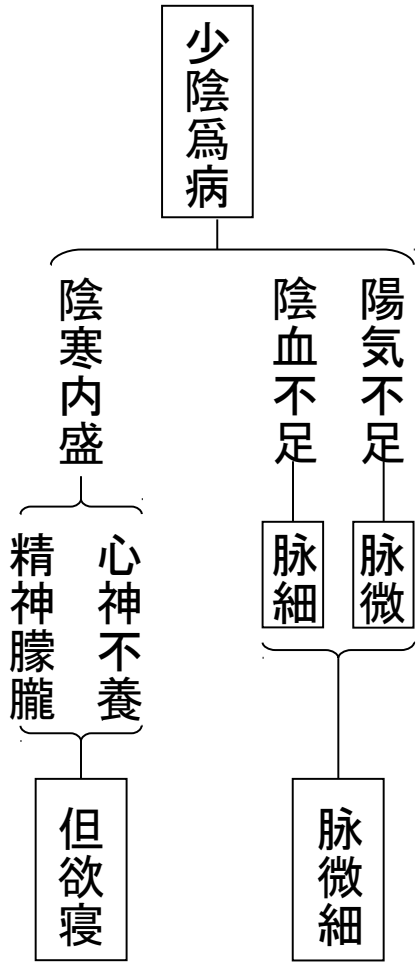 少陰爲病
陽気不足
陰血不足
陰寒内盛
脉微
脉細
心神不養
精神朦朧
脉微細
但欲寝